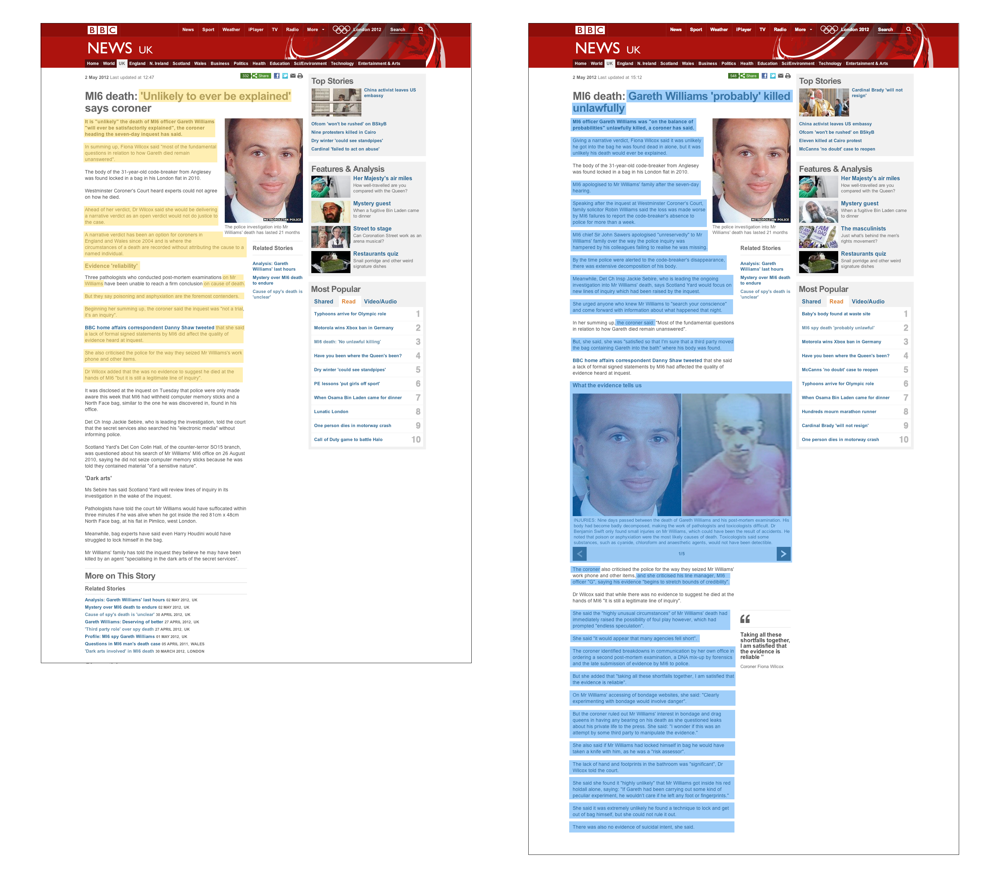 BBC
News Sport Weather iPlayer TV Radio More London 2012 Search
NEWS UK
Home World UK England N. Ireland Scotland Wales Business Politics Health Education Sci/Environment Technology Entertainment & Arts
2 May 2012 Last updated at 12:47
332 Share
MI6 death: 'Unlikely to ever be explained'
says coroner
It is "unlikely" the death of MI6 officer Gareth Williams
"will ever be satisfactorily explained", the coroner
heading the seven-day inquest has said.
In summing up, Fiona Wilcox said "most of the fundamental
questions in relation to how Gareth died remain
unanswered".
The body of the 31-year-old code-breaker from Anglesey
was found locked in a bag in his London flat in 2010.
Westminster Coroner's Court heard experts could not agree
on how he died.
Ahead of her verdict, Dr Wilcox said she would be delivering
a narrative verdict as an open verdict would not do justice to
the case.
A narrative verdict has been an option for coroners in
England and Wales since 2004 and is where the
circumstances of a death are recorded without attributing the cause to a
named individual.
Evidence 'reliability'
Three pathologists who conducted post-mortem examinations on Mr
Williams have been unable to reach a firm conclusion on cause of death.
But they say poisoning and asphyxiation are the foremost contenders.
Beginning her summing up, the coroner said the inquest was "not a trial,
it's an inquiry".
BBC home affairs correspondent Danny Shaw tweeted that she said
a lack of formal signed statements by MI6 did affect the quality of
evidence heard at inquest.
She also criticised the police for the way they seized Mr Williams's work
phone and other items.
Dr Wilcox added that the was no evidence to suggest he died at the
hands of MI6 "but it is still a legitimate line of inquiry".
It was disclosed at the inquest on Tuesday that police were only made
aware this week that MI6 had withheld computer memory sticks and a
North Face bag, similar to the one he was discovered in, found in his
office.
Det Ch Insp Jackie Sebire, who is leading the investigation, told the court
that the secret services also searched his "electronic media" without
informing police.
Scotland Yard's Det Con Colin Hall, of the counter-terror SO15 branch,
was questioned about his search of Mr Williams' MI6 office on 26 August
2010, saying he did not seize computer memory sticks because he was
told they contained material "of a sensitive nature".
'Dark arts'
Ms Sebire has said Scotland Yard will review lines of inquiry in its
investigation in the wake of the inquest.
Pathologists have told the court Mr Williams would have suffocated within
three minutes if he was alive when he got inside the red 81cm x 48cm
North Face bag, at his flat in Pimlico, west London.
Meanwhile, bag experts have said even Harry Houdini would have
struggled to lock himself in the bag.
Mr Williams' family has told the inquest they believe he may have been
killed by an agent "specialising in the dark arts of the secret services".
More on This Story
Related Stories
Analysis: Gareth Williams' last hours 02 MAY 2012, UK
Mystery over MI6 death to endure 02 MAY 2012, UK
Cause of spy's death is 'unclear' 30 APRIL 2012, UK
Gareth Williams: Deserving of better 27 APRIL 2012, UK
'Third party role' over spy death 27 APRIL 2012, UK
Profile: MI6 spy Gareth Williams 01 MAY 2012, UK
Questions in MI6 man's death case 05 APRIL 2011, WALES
'Dark arts involved' in MI6 death 30 MARCH 2012, LONDON
METROPOLITAN POLICE
The police investigation into Mr
Williams' death has lasted 21 months
Related Stories
Analysis: Gareth
Williams' last hours
Mystery over MI6 death
to endure
Cause of spy's death is
'unclear'
Top Stories
China activist leaves US
embassy
Ofcom 'won't be rushed' on BSkyB
Nine protesters killed in Cairo
Dry winter 'could see standpipes'
Cardinal 'failed to act on abuse'
Features & Analysis
Her Majesty's air miles
How well-travelled are you
compared with the Queen?
Mystery guest
When a fugitive Bin Laden came
to dinner
Street to stage
Can Coronation Street work as an
arena musical?
Restaurants quiz
Snail porridge and other weird
signature dishes
Most Popular
Shared Read Video/Audio
Typhoons arrive for Olympic role 1
Motorola wins Xbox ban in Germany 2
MI6 death: 'No unlawful killing' 3
Have you been where the Queen's been? 4
Dry winter 'could see standpipes' 5
PE lessons 'put girls off sport' 6
When Osama Bin Laden came for dinner 7
Lunatic London 8
One person dies in motorway crash 9
Call of Duty game to battle Halo 10
BBC
News Sport Weather iPlayer TV Radio More London 2012 Search
NEWS UK
Home World UK England N. Ireland Scotland Wales Business Politics Health Education Sci/Environment Technology Entertainment & Arts
2 May 2012 Last updated at 15:12
548 Share
MI6 death: Gareth Williams 'probably' killed
unlawfully
MI6 officer Gareth Williams was "on the balance of
probabilities" unlawfully killed, a coroner has said.
Giving a narrative verdict, Fiona Wilcox said it was unlikely
he got into the bag he was found dead in alone, but it was
unlikely his death would ever be explained.
The body of the 31-year-old code-breaker from Anglesey
was found locked in a bag in his London flat in 2010.
MI6 apologised to Mr Williams' family after the seven-day
hearing.
Speaking after the inquest at Westminster Coroner's Court,
family solicitor Robin Williams said the loss was made worse
by MI6 failures to report the code-breaker's absence to
police for more than a week.
MI6 chief Sir John Sawers apologised "unreservedly" to Mr
Williams' family over the way the police inquiry was
hampered by his colleagues failing to realise he was missing.
By the time police were alerted to the code-breaker's disappearance,
there was extensive decomposition of his body.
Meanwhile, Det Ch Insp Jackie Sebire, who is leading the ongoing
investigation into Mr Williams' death, says Scotland Yard would focus on
new lines of inquiry which had been raised by the inquest.
She urged anyone who knew Mr Williams to "search your conscience"
and come forward with information about what happened that night.
In her summing up, the coroner said: "Most of the fundamental questions
in relation to how Gareth died remain unanswered".
But, she said, she was "satisfied so that I'm sure that a third party moved
the bag containing Gareth into the bath" where his body was found.
BBC home affairs correspondent Danny Shaw tweeted that she said
a lack of formal signed statements by MI6 had affected the quality of
evidence heard at inquest.
What the evidence tells us
INJURIES: Nine days passed between the death of Gareth Williams and his post-mortem examination. His
body had become badly decomposed, making the work of pathologists and toxicologists difficult. Dr
Benjamin Swift only found small injuries on Mr Williams, which could have been the result of accidents. He
noted that poison or asphyxiation were the most likely causes of death. Toxicologists said some
substances, such as cyanide, chloroform and anaesthetic agents, would not have been detectible.
1/5
The coroner also criticised the police for the way they seized Mr Williams'
work phone and other items, and she criticised his line manager, MI6
officer "G", saying his evidence "begins to stretch bounds of credibility".
Dr Wilcox said that while there was no evidence to suggest he died at the
hands of MI6 "it is still a legitimate line of inquiry".
She said the "highly unusual circumstances" of Mr Williams' death had
immediately raised the possibility of foul play however, which had
prompted "endless speculation".
She said "it would appear that many agencies fell short".
The coroner identified breakdowns in communication by her own office in
ordering a second post-mortem examination, a DNA mix-up by forensics
and the late submission of evidence by MI6 to police.
But she added that "taking all these shortfalls together, I am satisfied that
the evidence is reliable".
On Mr Williams' accessing of bondage websites, she said: "Clearly
experimenting with bondage would involve danger".
But the coroner ruled out Mr Williams' interest in bondage and drag
queens in having any bearing on his death as she questioned leaks
about his private life to the press. She said: "I wonder if this was an
attempt by some third party to manipulate the evidence."
She also said if Mr Williams had locked himself in bag he would have
taken a knife with him, as he was a "risk assessor".
The lack of hand and footprints in the bathroom was "significant", Dr
Wilcox told the court.
She said she found it "highly unlikely" that Mr Williams got inside his red
holdall alone, saying: "If Gareth had been carrying out some kind of
peculiar experiment, he wouldn't care if he left any foot or fingerprints."
She said it was extremely unlikely he found a technique to lock and get
out of bag himself, but she could not rule it out.
There was also no evidence of suicidal intent, she said.
METROPOLITAN POLICE
The police investigation into Mr
Williams' death has lasted 21 months
Related Stories
Analysis: Gareth
Williams' last hours
Mystery over MI6 death
to endure
Cause of spy's death is
'unclear'
Taking all these
shortfalls together,
I am satisfied that
the evidence is
reliable ”
Coroner Fiona Wilcox
Top Stories
Cardinal Brady 'will not
resign'
China activist leaves US embassy
Ofcom 'won't be rushed' on BSkyB
Eleven killed at Cairo protest
McCanns 'no doubt' case to reopen
Features & Analysis
Her Majesty's air miles
How well-travelled are you
compared with the Queen?
Mystery guest
When a fugitive Bin Laden came
to dinner
I AM
A DAD
The masculinists
Just what's behind the men's
rights movement?
Restaurants quiz
Snail porridge and other weird
signature dishes
Most Popular
Shared Read Video/Audio
Baby's body found at waste site 1
MI6 spy death 'probably unlawful' 2
Motorola wins Xbox ban in Germany 3
Have you been where the Queen's been? 4
McCanns 'no doubt' case to reopen 5
Typhoons arrive for Olympic role 6
When Osama Bin Laden came for dinner 7
Hundreds mourn marathon runner 8
Cardinal Brady 'will not resign' 9
One person dies in motorway crash 10